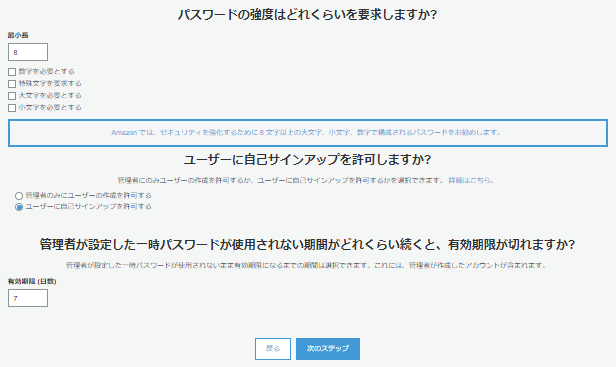 パスワードの強度はどれくらいを要求しますか?
最小長
8
数字を必要とする
特殊文字を要求する
大文字を必要とする
小文字を必要とする
Amazon では、セキュリティを強化するために 8 文字以上の大文字、小文字、数字で構成されるパスワードをお勧めします。
ユーザーに自己サインアップを許可しますか?
管理者にのみユーザーの作成を許可するか、ユーザーに自己サインアップを許可するかを選択できます。 詳細はこちら。
管理者のみにユーザーの作成を許可する
ユーザーに自己サインアップを許可する
管理者が設定した一時パスワードが使用されない期間がどれくらい続くと、有効期限が切れますか?
管理者が設定した一時パスワードが使用されないまま有効期限になるまでの期間は選択できます。これには、管理者が作成したアカウントが含まれます。
有効期限 (日数)
7
戻る 次のステップ